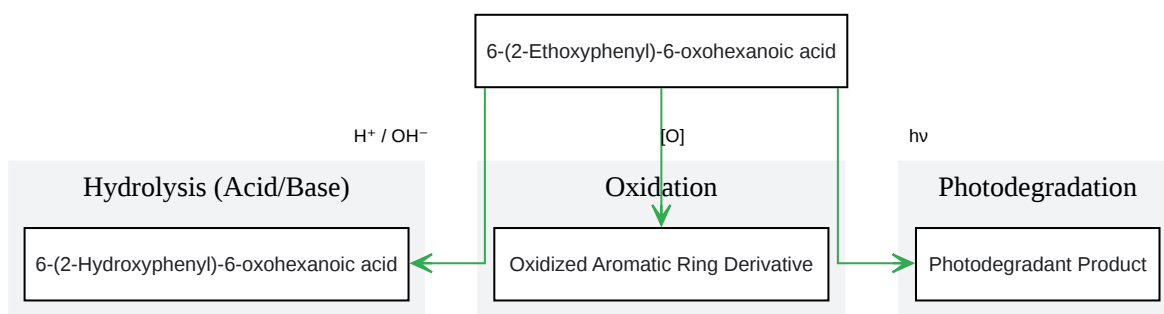 6-(2-Ethoxyphenyl)-6-oxohexanoic acid
H⁺ / OH⁻
[O]
hν
Hydrolysis (Acid/Base)
Oxidation
Photodegradation
6-(2-Hydroxyphenyl)-6-oxohexanoic acid
Oxidized Aromatic Ring Derivative
Photodegradant Product